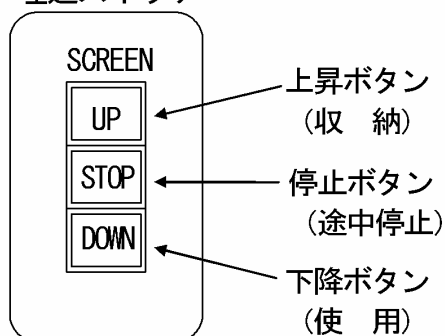 SCREEN
UP
上昇ボタン
(収 納)
STOP
停止ボタン
(途中停止)
DOWN
下降ボタン
(使 用)